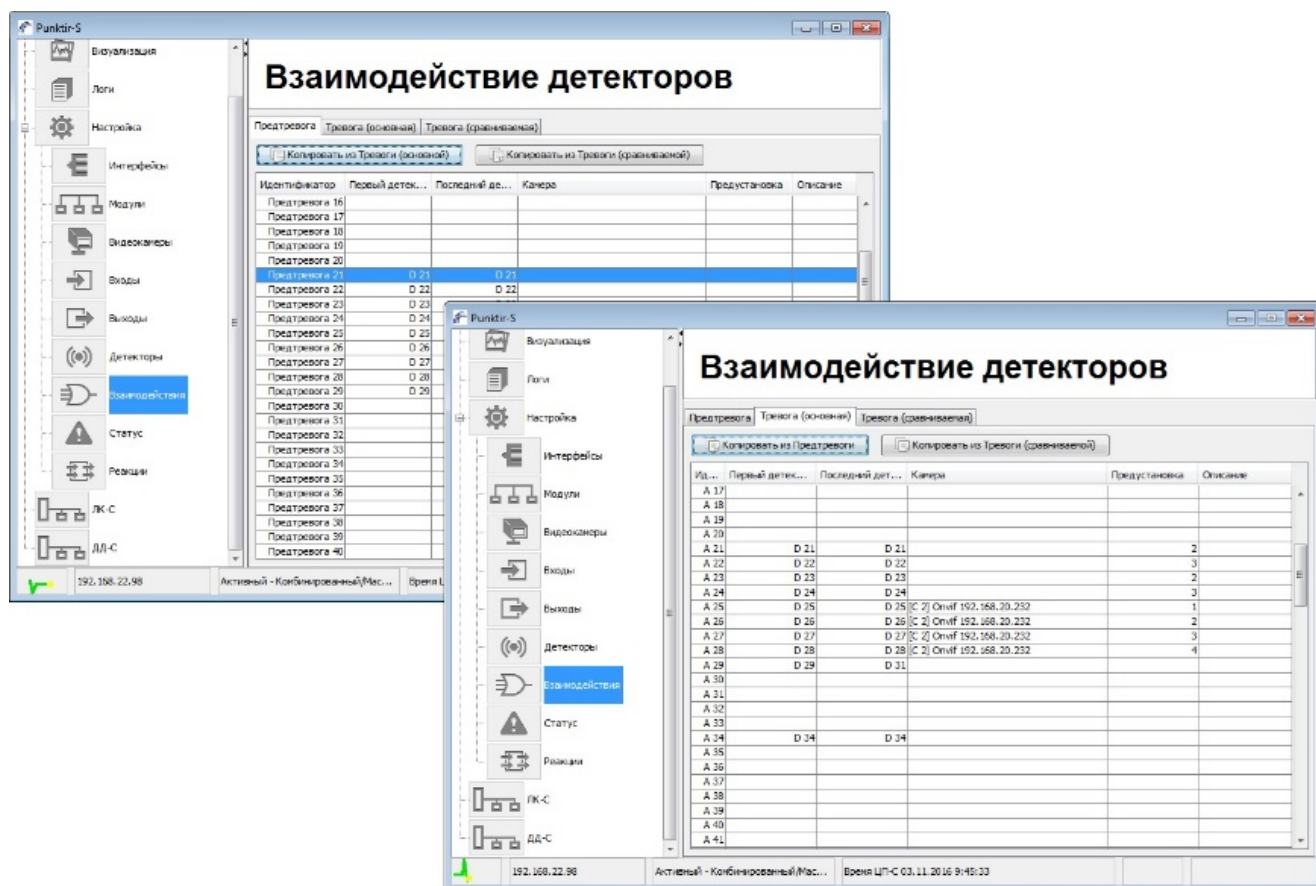 Punktir-S
Визуализация
Логи
Настройка
Интерфейсы
Модули
Видеокамеры
Входы
Выходы
Детекторы
Взаимодействия
Статус
Реакции
ЛК-С
ДД-С
Взаимодействие детекторов
Предтревога Тревога (основная) Тревога (сравниваемая)
Копировать из Тревоги (основной) Копировать из Тревоги (сравниваемой)
Идентификатор Первый детек... Последний де... Камера Предустановка Описание
Предтревога 16
Предтревога 17
Предтревога 18
Предтревога 19
Предтревога 20
Предтревога 21 D 21 D 21
Предтревога 22 D 22 D 22
Предтревога 23 D 23
Предтревога 24 D 24
Предтревога 25 D 25
Предтревога 26 D 26
Предтревога 27 D 27
Предтревога 28 D 28
Предтревога 29 D 29
Предтревога 30
Предтревога 31
Предтревога 32
Предтревога 33
Предтревога 34
Предтревога 35
Предтревога 36
Предтревога 37
Предтревога 38
Предтревога 39
Предтревога 40
192.168.22.98 Активный - Комбинированный/Мас... Время Ц
Punktir-S
Визуализация
Логи
Настройка
Интерфейсы
Модули
Видеокамеры
Входы
Выходы
Детекторы
Взаимодействия
Статус
Реакции
ЛК-С
ДД-С
Взаимодействие детекторов
Предтревога Тревога (основная) Тревога (сравниваемая)
Копировать из Предтревоги Копировать из Тревоги (сравниваемой)
Ид... Первый детек... Последний дет... Камера Предустановка Описание
A 17
A 18
A 19
A 20
A 21 D 21 D 21 2
A 22 D 22 D 22 3
A 23 D 23 D 23 2
A 24 D 24 D 24 3
A 25 D 25 D 25 [C 2] Onvif 192.168.20.232 1
A 26 D 26 D 26 [C 2] Onvif 192.168.20.232 2
A 27 D 27 D 27 [C 2] Onvif 192.168.20.232 3
A 28 D 28 D 28 [C 2] Onvif 192.168.20.232 4
A 29 D 29 D 31
A 30
A 31
A 32
A 33
A 34 D 34 D 34
A 35
A 36
A 37
A 38
A 39
A 40
A 41
192.168.22.98 Активный - Комбинированный/Мас... Время ЦП-С 03.11.2016 9:45:33